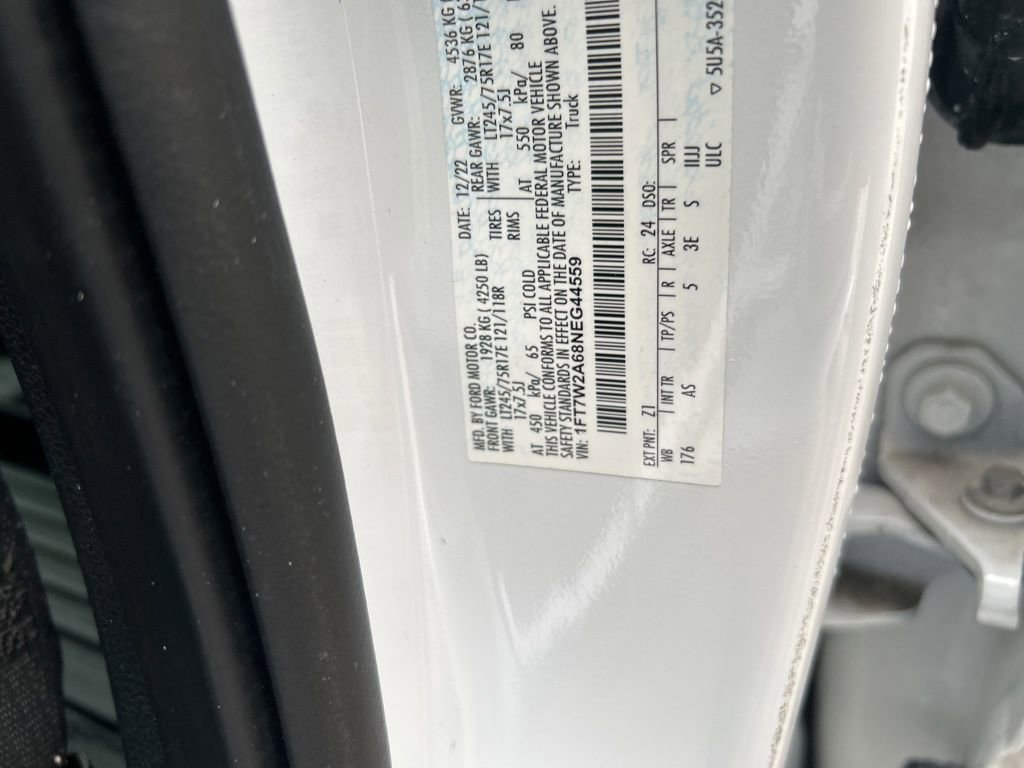 MFD. BY FORD MOTOR CO.
DATE: 12/22 GVWR: 4536 KG (
FRONT GAWR: 1928 KG ( 4250 LB) REAR GAWR: 2876 KG (
WITH LT245/75R17E 121/118R TIRES WITH LT245/75R17E 121/
17x7.5J RIMS 17x7.5J
AT 450 kPa/ 65 PSI COLD AT 550 kPa/ 80
THIS VEHICLE CONFORMS TO ALL APPLICABLE FEDERAL MOTOR VEHICLE
SAFETY STANDARDS IN EFFECT ON THE DATE OF MANUFACTURE SHOWN ABOVE.
VIN: 1FT7W2A68NEG44559 TYPE: Truck
EXT PNT: Z1 RC: 24 DSO:
WB INT TR TP/PS R AXLE TR SPR
176 AS 5 3E S IIJJ
ULC
▽ 5U5A-352